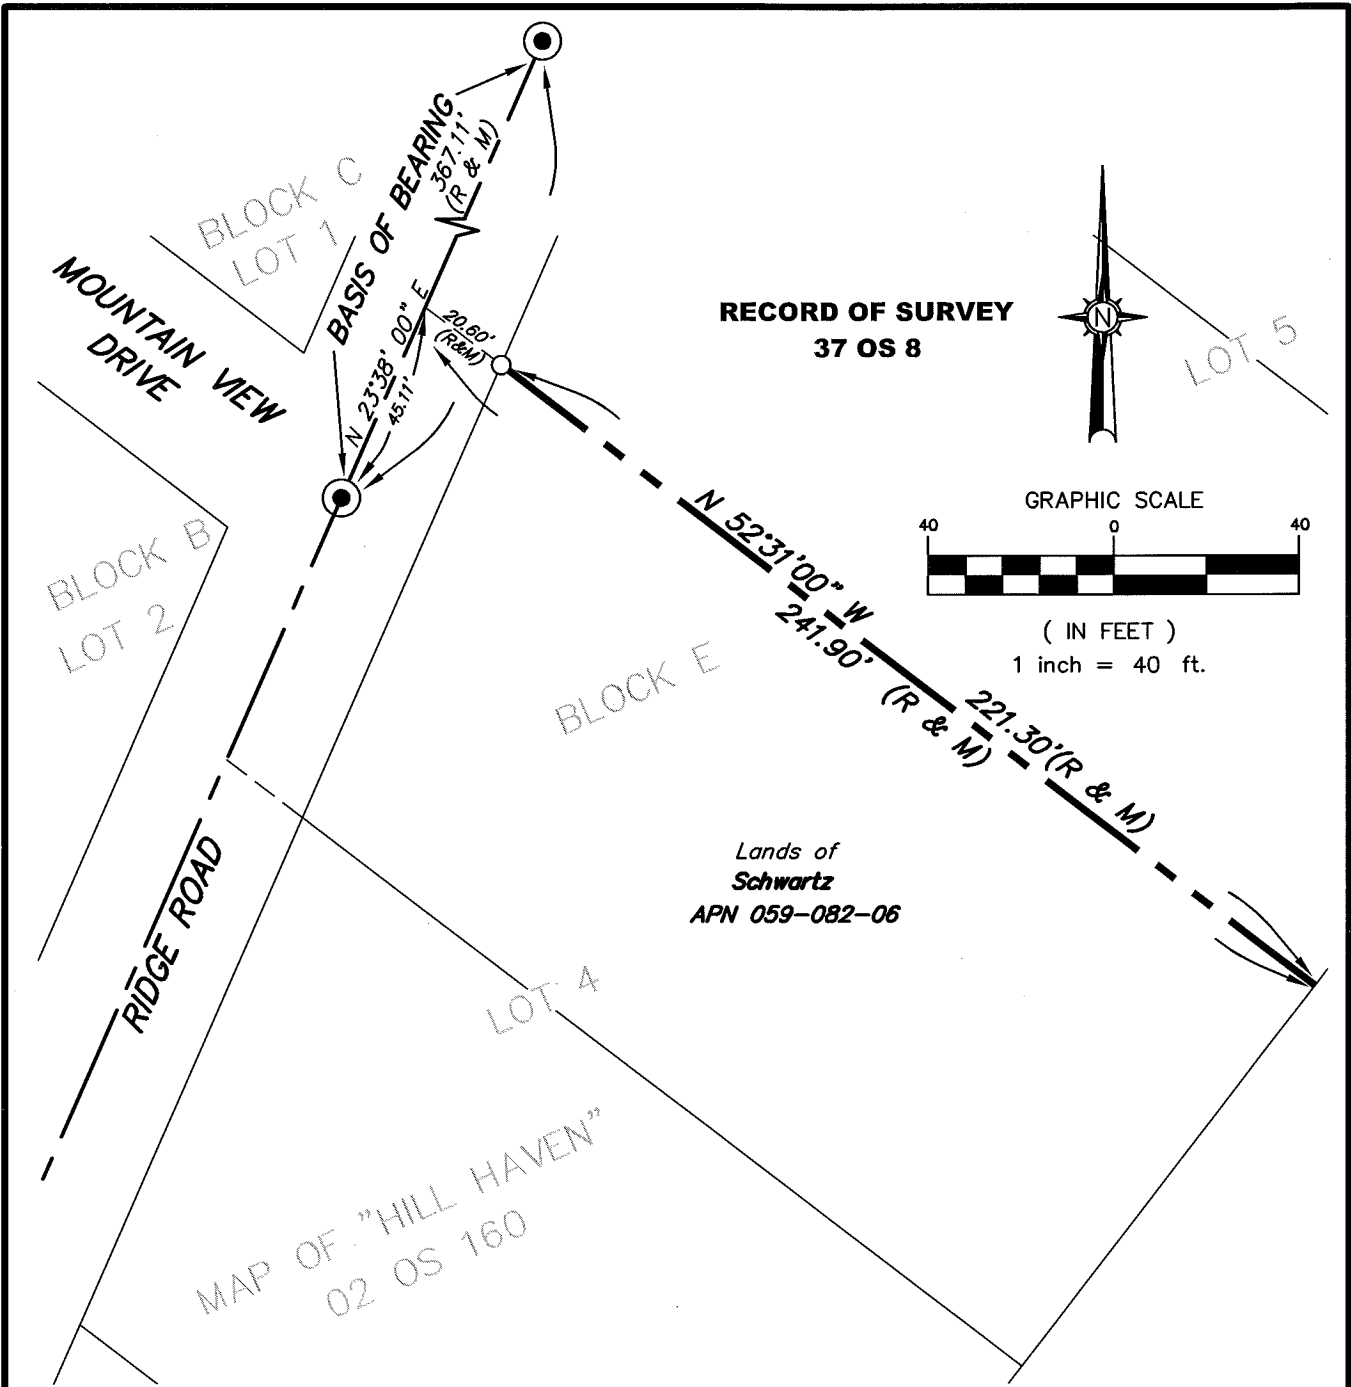 BASIS OF BEARING
367.11'
(R & M)
BLOCK C
LOT 1
MOUNTAIN VIEW
DRIVE
N 23°38' 00" E
45.11'
20.60'
(R&M)
RECORD OF SURVEY
37 OS 8
N
LOT 5
GRAPHIC SCALE
40 0 40
( IN FEET )
1 inch = 40 ft.
N 52°31'00" W
241.90' (R & M)
221.30'(R & M)
BLOCK B
LOT 2
BLOCK E
Lands of
Schwartz
APN 059-082-06
RIDGE ROAD
LOT 4
MAP OF "HILL HAVEN"
02 OS 160